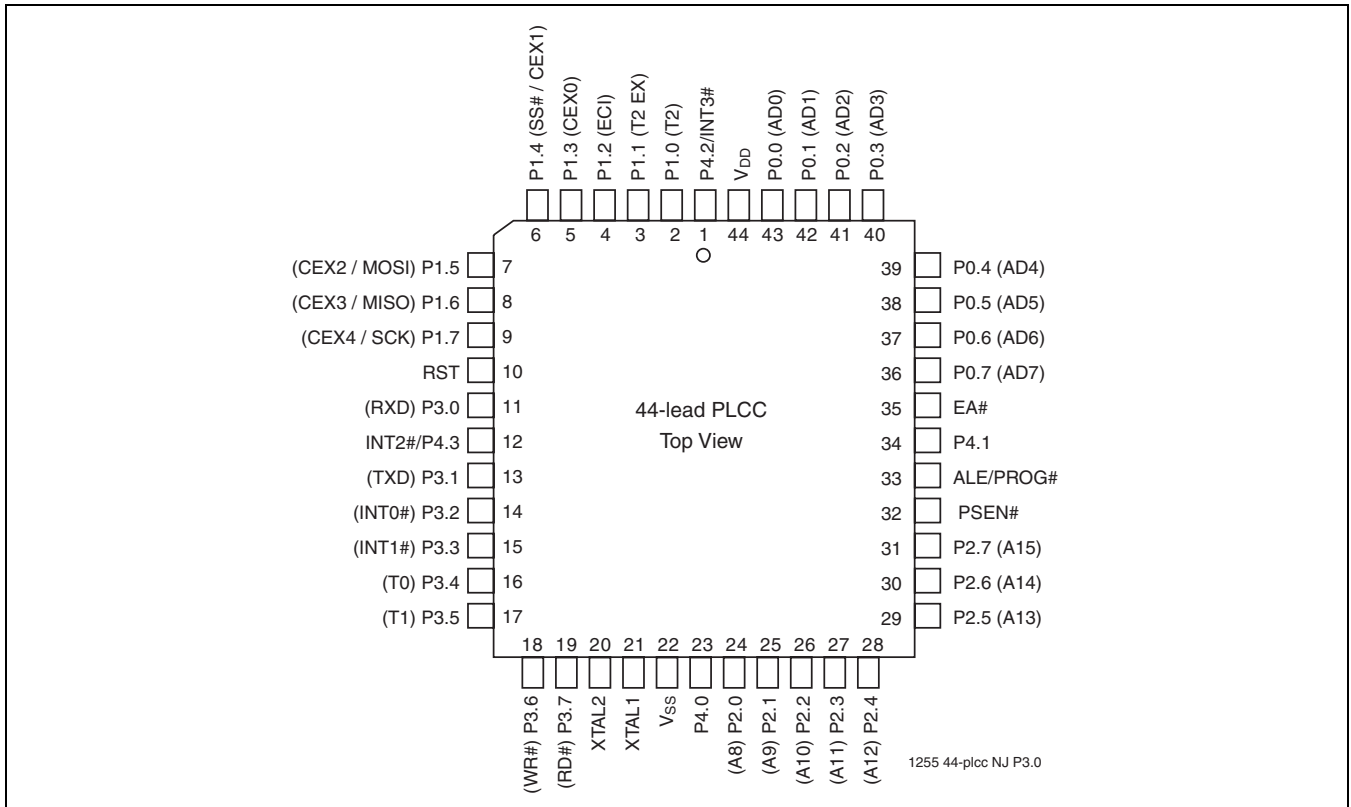 P1.4 (SS# / CEX1)
P1.3 (CEX0)
P1.2 (ECI)
P1.1 (T2 EX)
P1.0 (T2)
P4.2/INT3#
VDD
P0.0 (AD0)
P0.1 (AD1)
P0.2 (AD2)
P0.3 (AD3)
6 5 4 3 2 1 44 43 42 41 40
(CEX2 / MOSI) P1.5 7
(CEX3 / MISO) P1.6 8
(CEX4 / SCK) P1.7 9
RST 10
(RXD) P3.0 11
INT2#/P4.3 12
(TXD) P3.1 13
(INT0#) P3.2 14
(INT1#) P3.3 15
(T0) P3.4 16
(T1) P3.5 17
44-lead PLCC
Top View
39 P0.4 (AD4)
38 P0.5 (AD5)
37 P0.6 (AD6)
36 P0.7 (AD7)
35 EA#
34 P4.1
33 ALE/PROG#
32 PSEN#
31 P2.7 (A15)
30 P2.6 (A14)
29 P2.5 (A13)
18 19 20 21 22 23 24 25 26 27 28
(WR#) P3.6
(RD#) P3.7
XTAL2
XTAL1
VSS
P4.0
(A8) P2.0
(A9) P2.1
(A10) P2.2
(A11) P2.3
(A12) P2.4
1255 44-plcc NJ P3.0